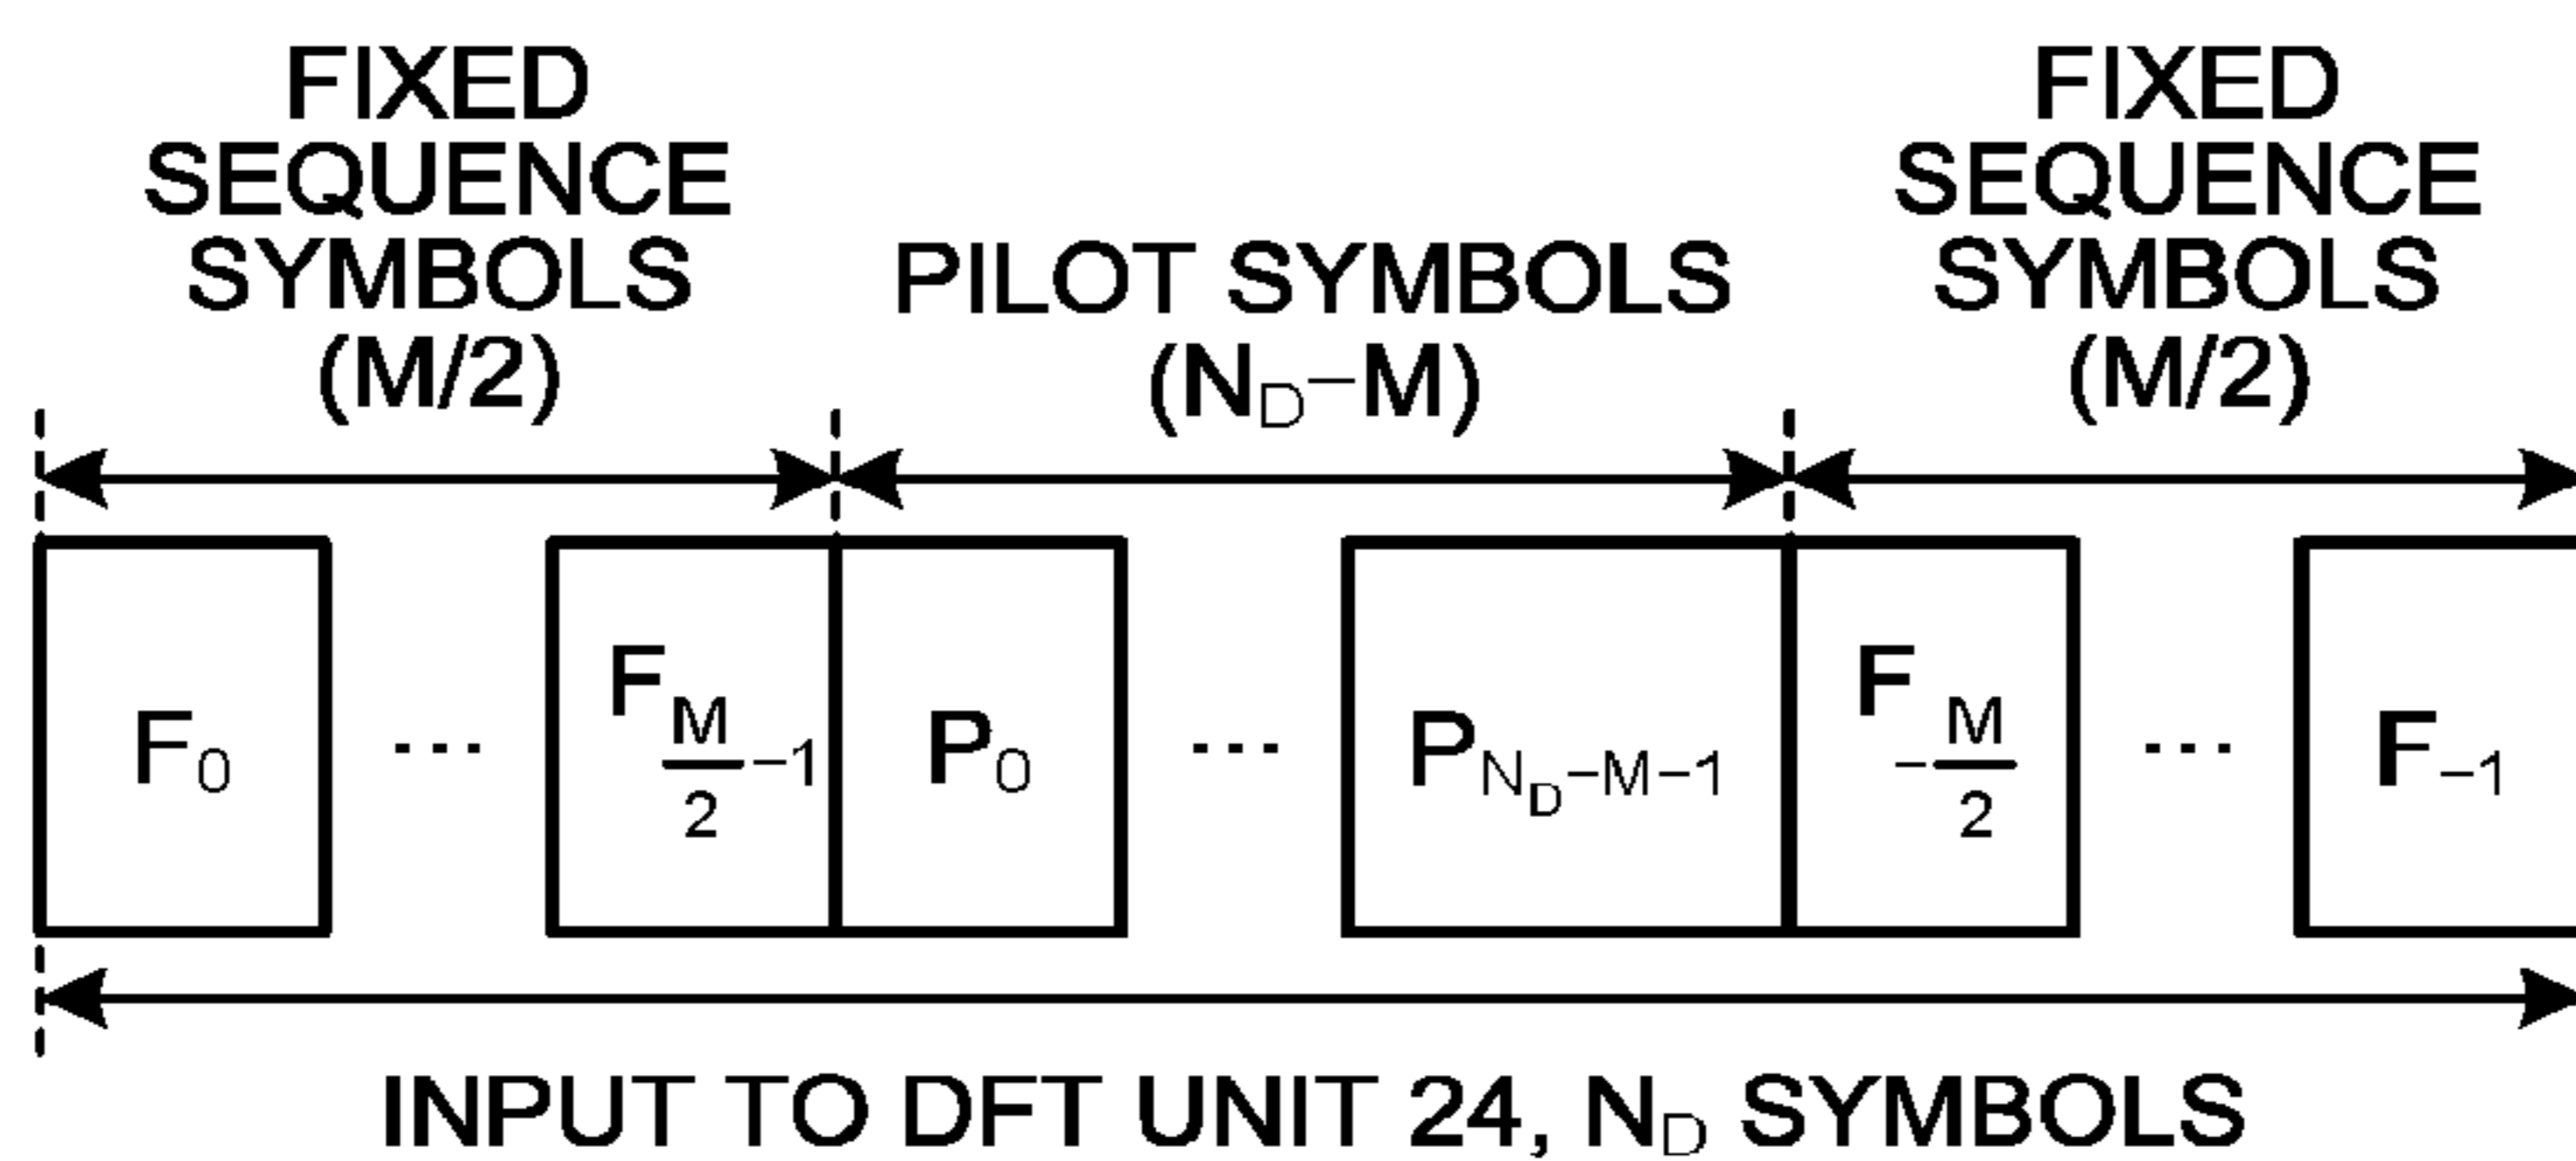 FIXED
SEQUENCE
SYMBOLS
(M/2)
PILOT SYMBOLS
(N_D−M)
FIXED
SEQUENCE
SYMBOLS
(M/2)
F_0 ... F_{M/2−1} P_0 ... P_{N_D−M−1} F_{-M/2} ... F_{−1}
INPUT TO DFT UNIT 24, N_D SYMBOLS